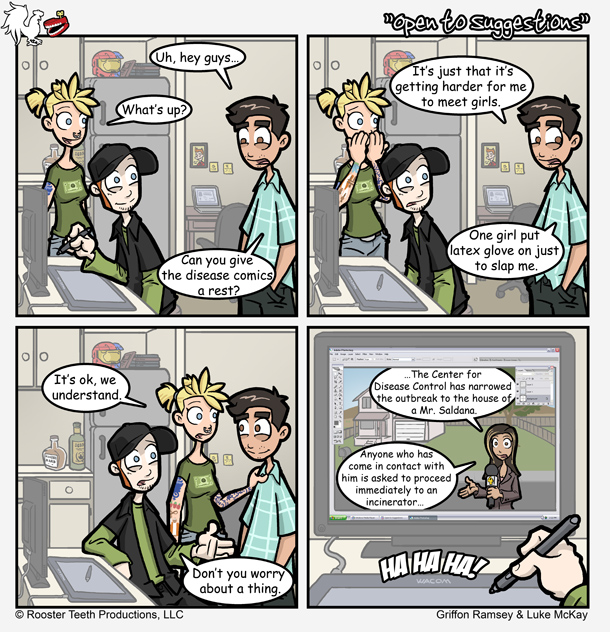 "open to suggestions"
Uh, hey guys...
What's up?
Can you give
the disease comics
a rest?
It's just that it's
getting harder for me
to meet girls.
One girl put
latex glove on just
to slap me.
It's ok, we
understand.
Don't you worry
about a thing.
...The Center for
Disease Control has narrowed
the outbreak to the house of
a Mr. Saldana.
Anyone who has
come in contact with
him is asked to proceed
immediately to an
incinerator...
HA HA HA!
WACOM
© Rooster Teeth Productions, LLC
Griffon Ramsey & Luke McKay